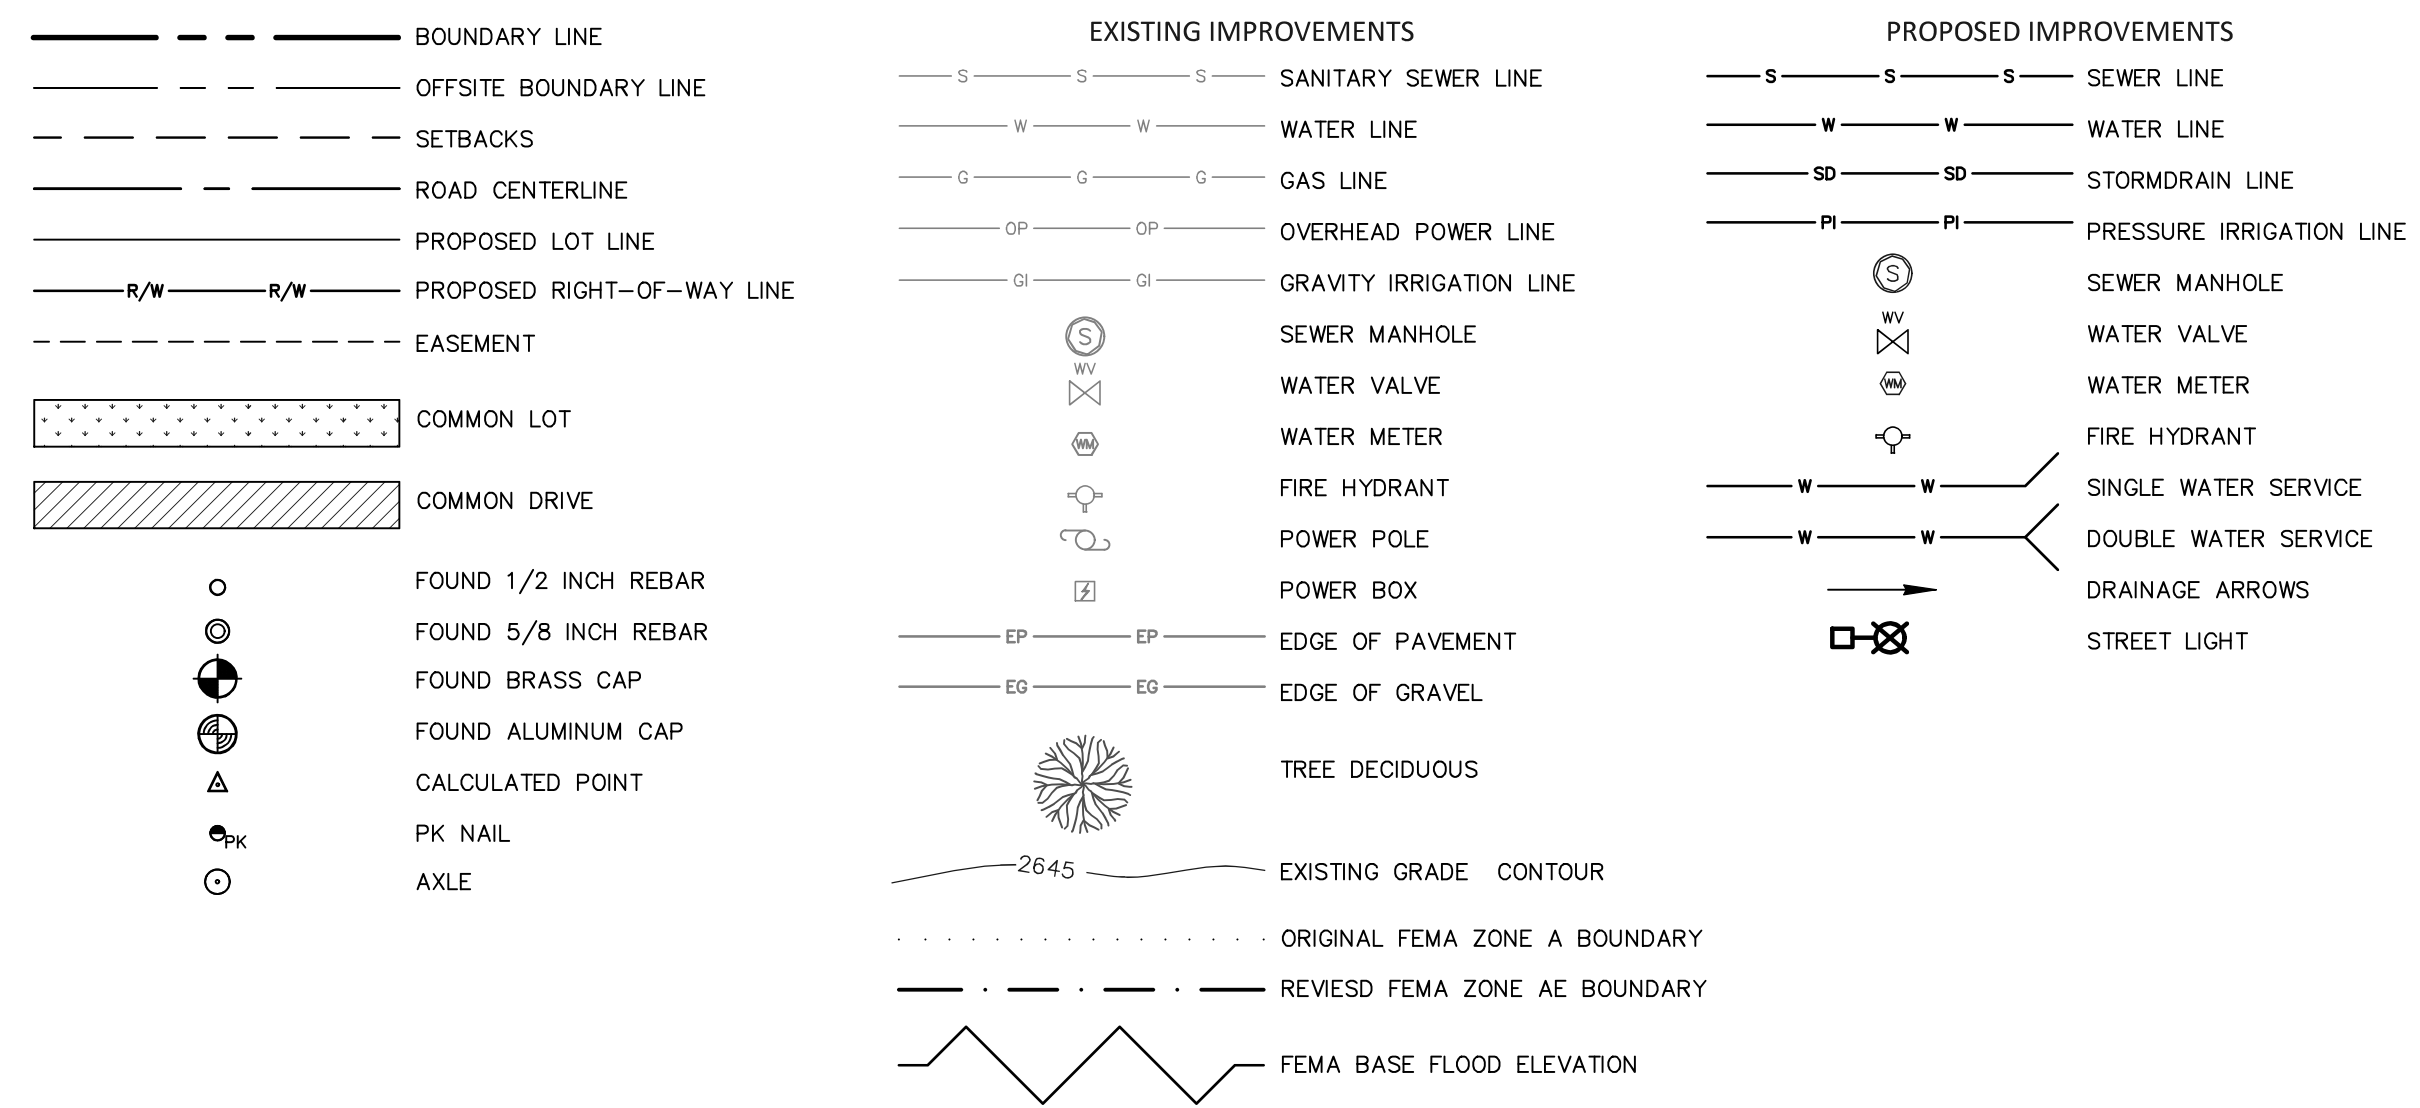 BOUNDARY LINE
OFFSITE BOUNDARY LINE
SETBACKS
ROAD CENTERLINE
PROPOSED LOT LINE
R/W R/W PROPOSED RIGHT-OF-WAY LINE
EASEMENT
COMMON LOT
COMMON DRIVE
FOUND 1/2 INCH REBAR
FOUND 5/8 INCH REBAR
FOUND BRASS CAP
FOUND ALUMINUM CAP
CALCULATED POINT
PK PK NAIL
AXLE
EXISTING IMPROVEMENTS
S S S SANITARY SEWER LINE
W W WATER LINE
G G G GAS LINE
OP OP OVERHEAD POWER LINE
GI GI GRAVITY IRRIGATION LINE
S SEWER MANHOLE
WV WATER VALVE
WM WATER METER
FIRE HYDRANT
POWER POLE
POWER BOX
EP EP EDGE OF PAVEMENT
EG EG EDGE OF GRAVEL
TREE DECIDUOUS
2645 EXISTING GRADE CONTOUR
ORIGINAL FEMA ZONE A BOUNDARY
REVIESD FEMA ZONE AE BOUNDARY
FEMA BASE FLOOD ELEVATION
PROPOSED IMPROVEMENTS
S S S SEWER LINE
W W WATER LINE
SD SD STORMDRAIN LINE
PI PI PRESSURE IRRIGATION LINE
S SEWER MANHOLE
WV WATER VALVE
WM WATER METER
FIRE HYDRANT
W W SINGLE WATER SERVICE
W W DOUBLE WATER SERVICE
DRAINAGE ARROWS
STREET LIGHT